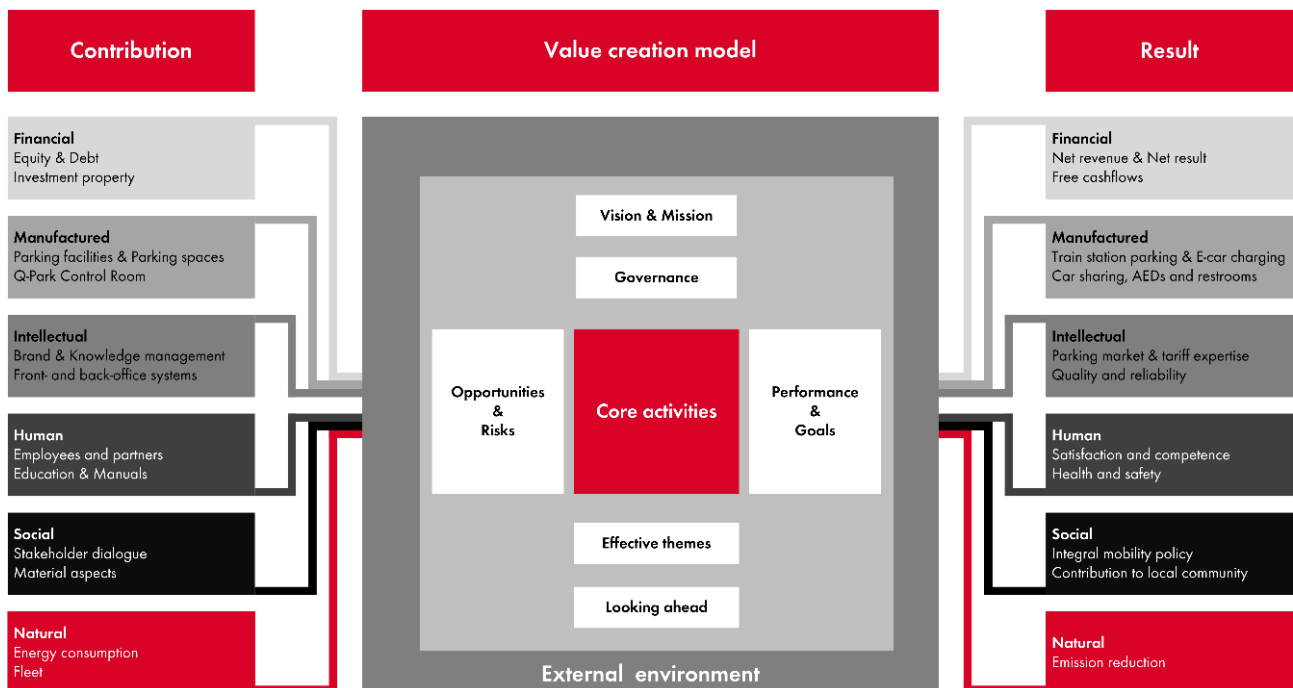 Contribution
Value creation model
Result
Financial
Equity & Debt
Investment property
Manufactured
Parking facilities & Parking spaces
Q-Park Control Room
Intellectual
Brand & Knowledge management
Front- and back-office systems
Human
Employees and partners
Education & Manuals
Social
Stakeholder dialogue
Material aspects
Natural
Energy consumption
Fleet
Vision & Mission
Governance
Opportunities
&
Risks
Core activities
Performance
&
Goals
Effective themes
Looking ahead
External environment
Financial
Net revenue & Net result
Free cashflows
Manufactured
Train station parking & E-car charging
Car sharing, AEDs and restrooms
Intellectual
Parking market & tariff expertise
Quality and reliability
Human
Satisfaction and competence
Health and safety
Social
Integral mobility policy
Contribution to local community
Natural
Emission reduction